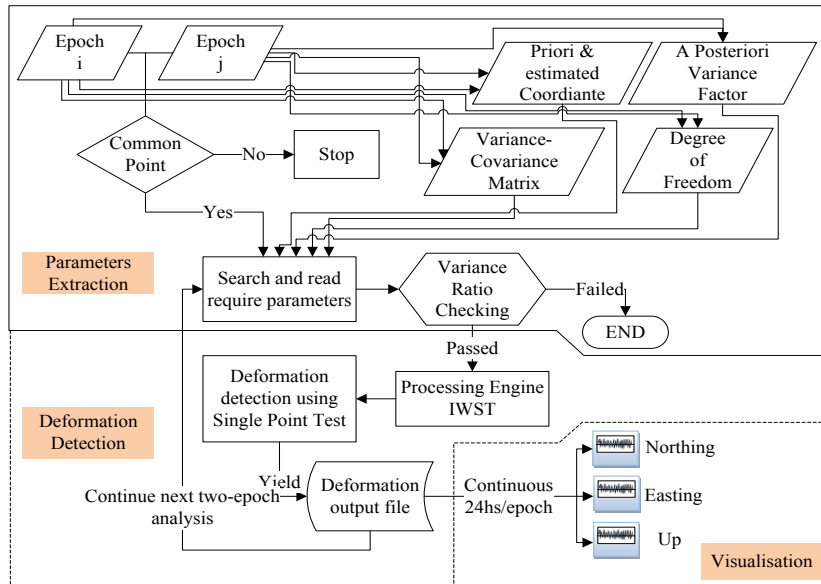 Epoch
i
Epoch
j
Priori &
estimated
Coordiante
A Posteriori
Variance
Factor
Common
Point
No
Stop
Variance-
Covariance
Matrix
Degree
of
Freedom
Yes
Parameters
Extraction
Search and read
require parameters
Variance
Ratio
Checking
Failed
END
Passed
Deformation
detection using
Single Point Test
Processing Engine
IWST
Deformation
Detection
Yield
Continue next two-epoch
analysis
Deformation
output file
Continuous
24hs/epoch
Northing
Easting
Up
Visualisation